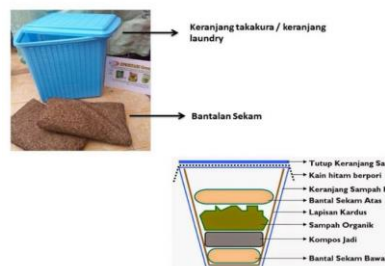 Keranjang takakura / keranjang
laundry
Bantalan Sekam
Tutup Keranjang Sa
Kain hitam berpori
Keranjang Sampah
Bantal Sekam Atas
Lapisan Kardus
Sampah Organik
Kompos Jadi
Bantal Sekam Bawa